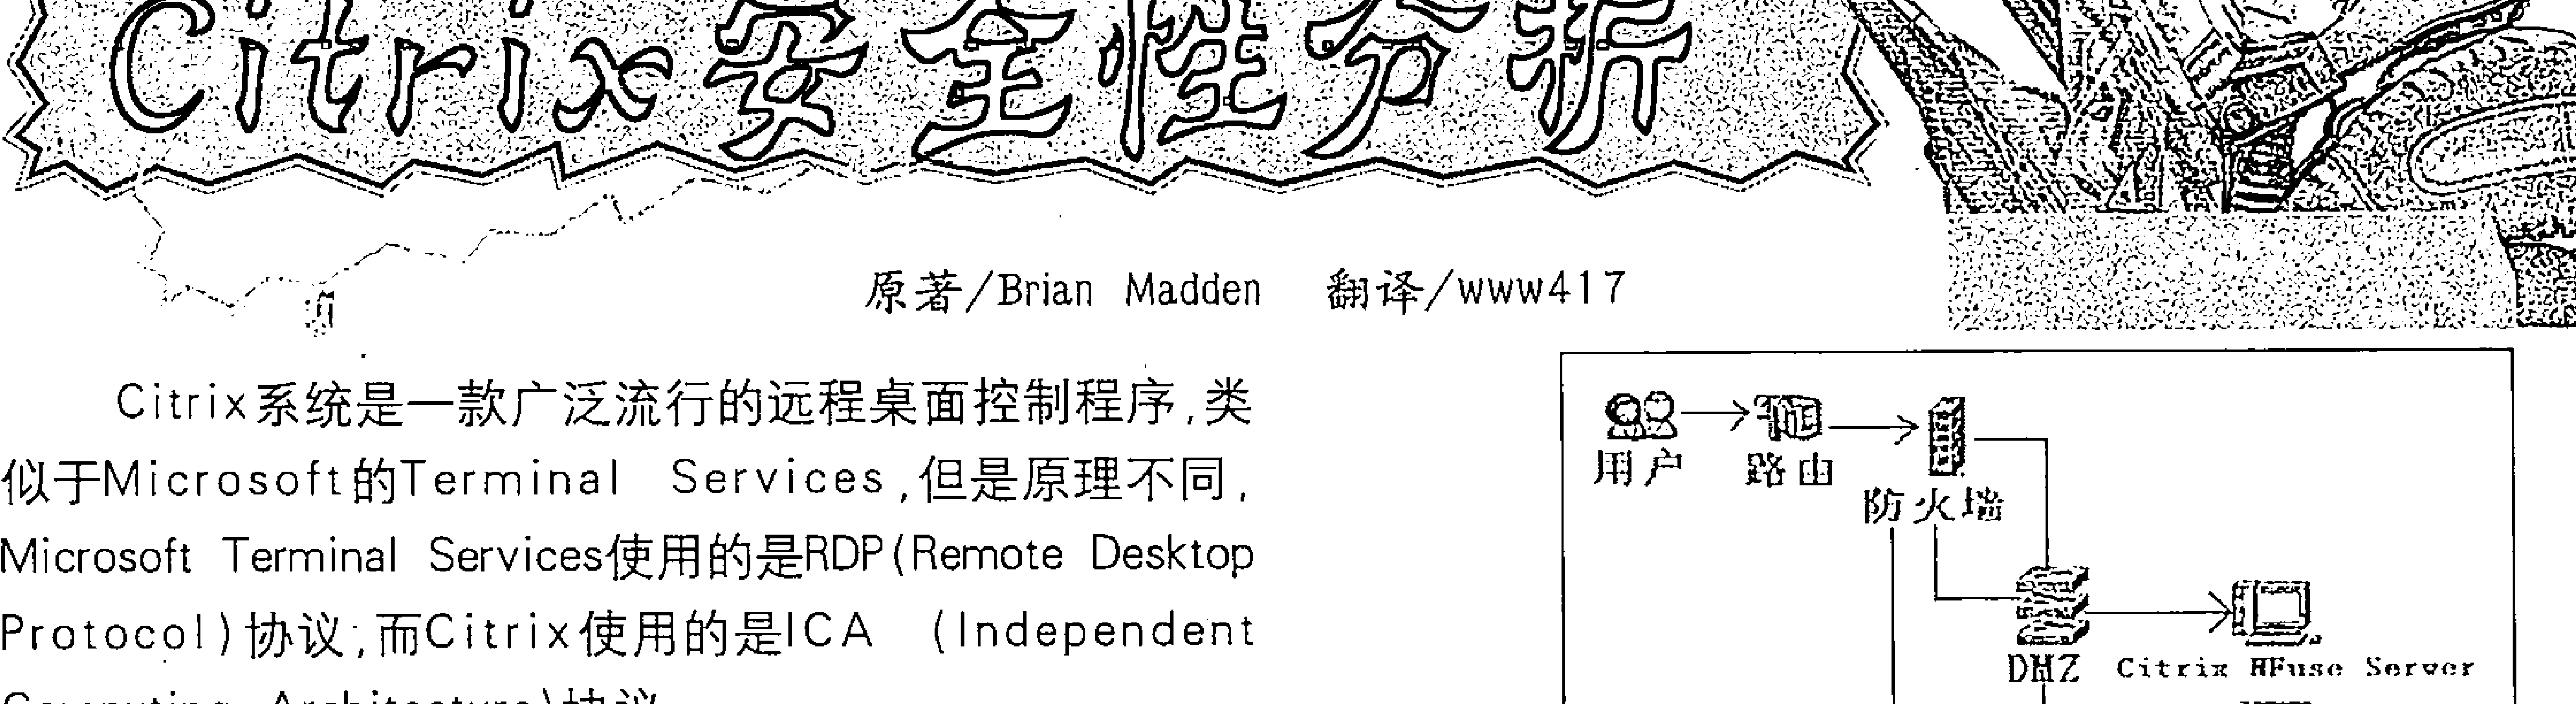 Citrix安全性分析
原著/Brian Madden 翻译/www417
Citrix系统是一款广泛流行的远程桌面控制程序,类
似于Microsoft的Terminal Services,但是原理不同,
Microsoft Terminal Services使用的是RDP(Remote Desktop
Protocol)协议;而Citrix使用的是ICA (Independent
Computing Architecture)协议
用户
路由
防火墙
DMZ
Citrix NFuse Server